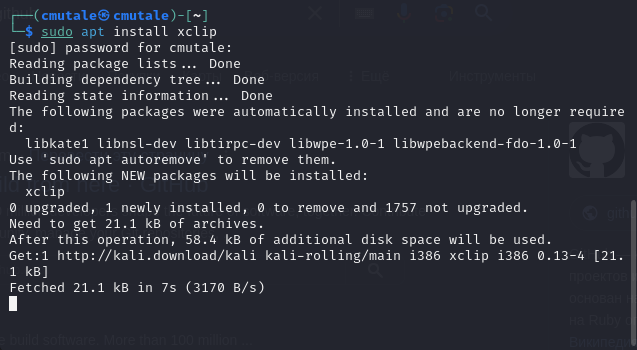 ┌──(cmutale㉿cmutale)-[~]
└─$ sudo apt install xclip
[sudo] password for cmutale:
Reading package lists... Done
Building dependency tree... Done
Reading state information... Done
The following packages were automatically installed and are no longer require
d:
libkate1 libnsl-dev libtirpc-dev libwpe-1.0-1 libwpebackend-fdo-1.0-1
Use 'sudo apt autoremove' to remove them.
The following NEW packages will be installed:
xclip
0 upgraded, 1 newly installed, 0 to remove and 1757 not upgraded.
Need to get 21.1 kB of archives.
After this operation, 58.4 kB of additional disk space will be used.
Get:1 http://kali.download/kali kali-rolling/main i386 xclip i386 0.13-4 [21.
1 kB]
Fetched 21.1 kB in 7s (3170 B/s)
build software. More than 100 million